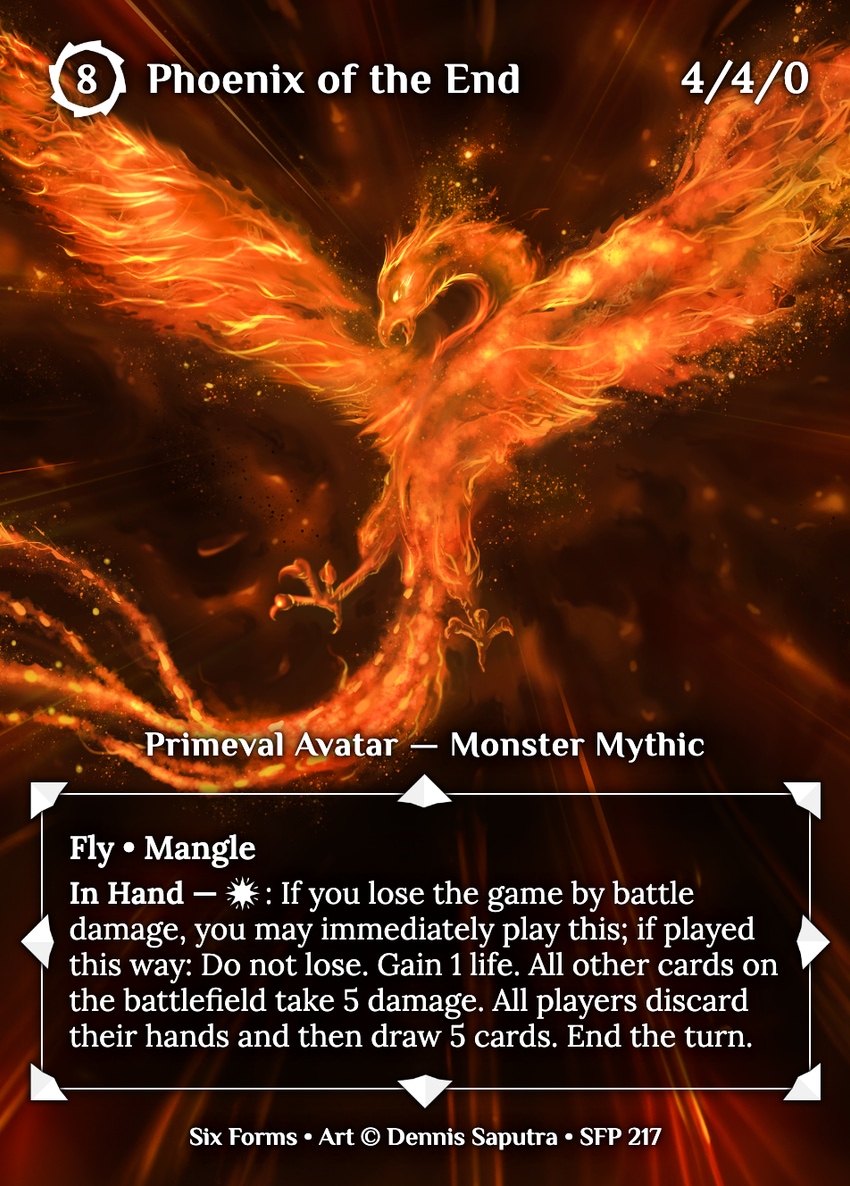 8 Phoenix of the End 4/4/0
Primeval Avatar — Monster Mythic
Fly • Mangle
In Hand — : If you lose the game by battle
damage, you may immediately play this; if played
this way: Do not lose. Gain 1 life. All other cards on
the battlefield take 5 damage. All players discard
their hands and then draw 5 cards. End the turn.
Six Forms • Art © Dennis Saputra • SFP 217